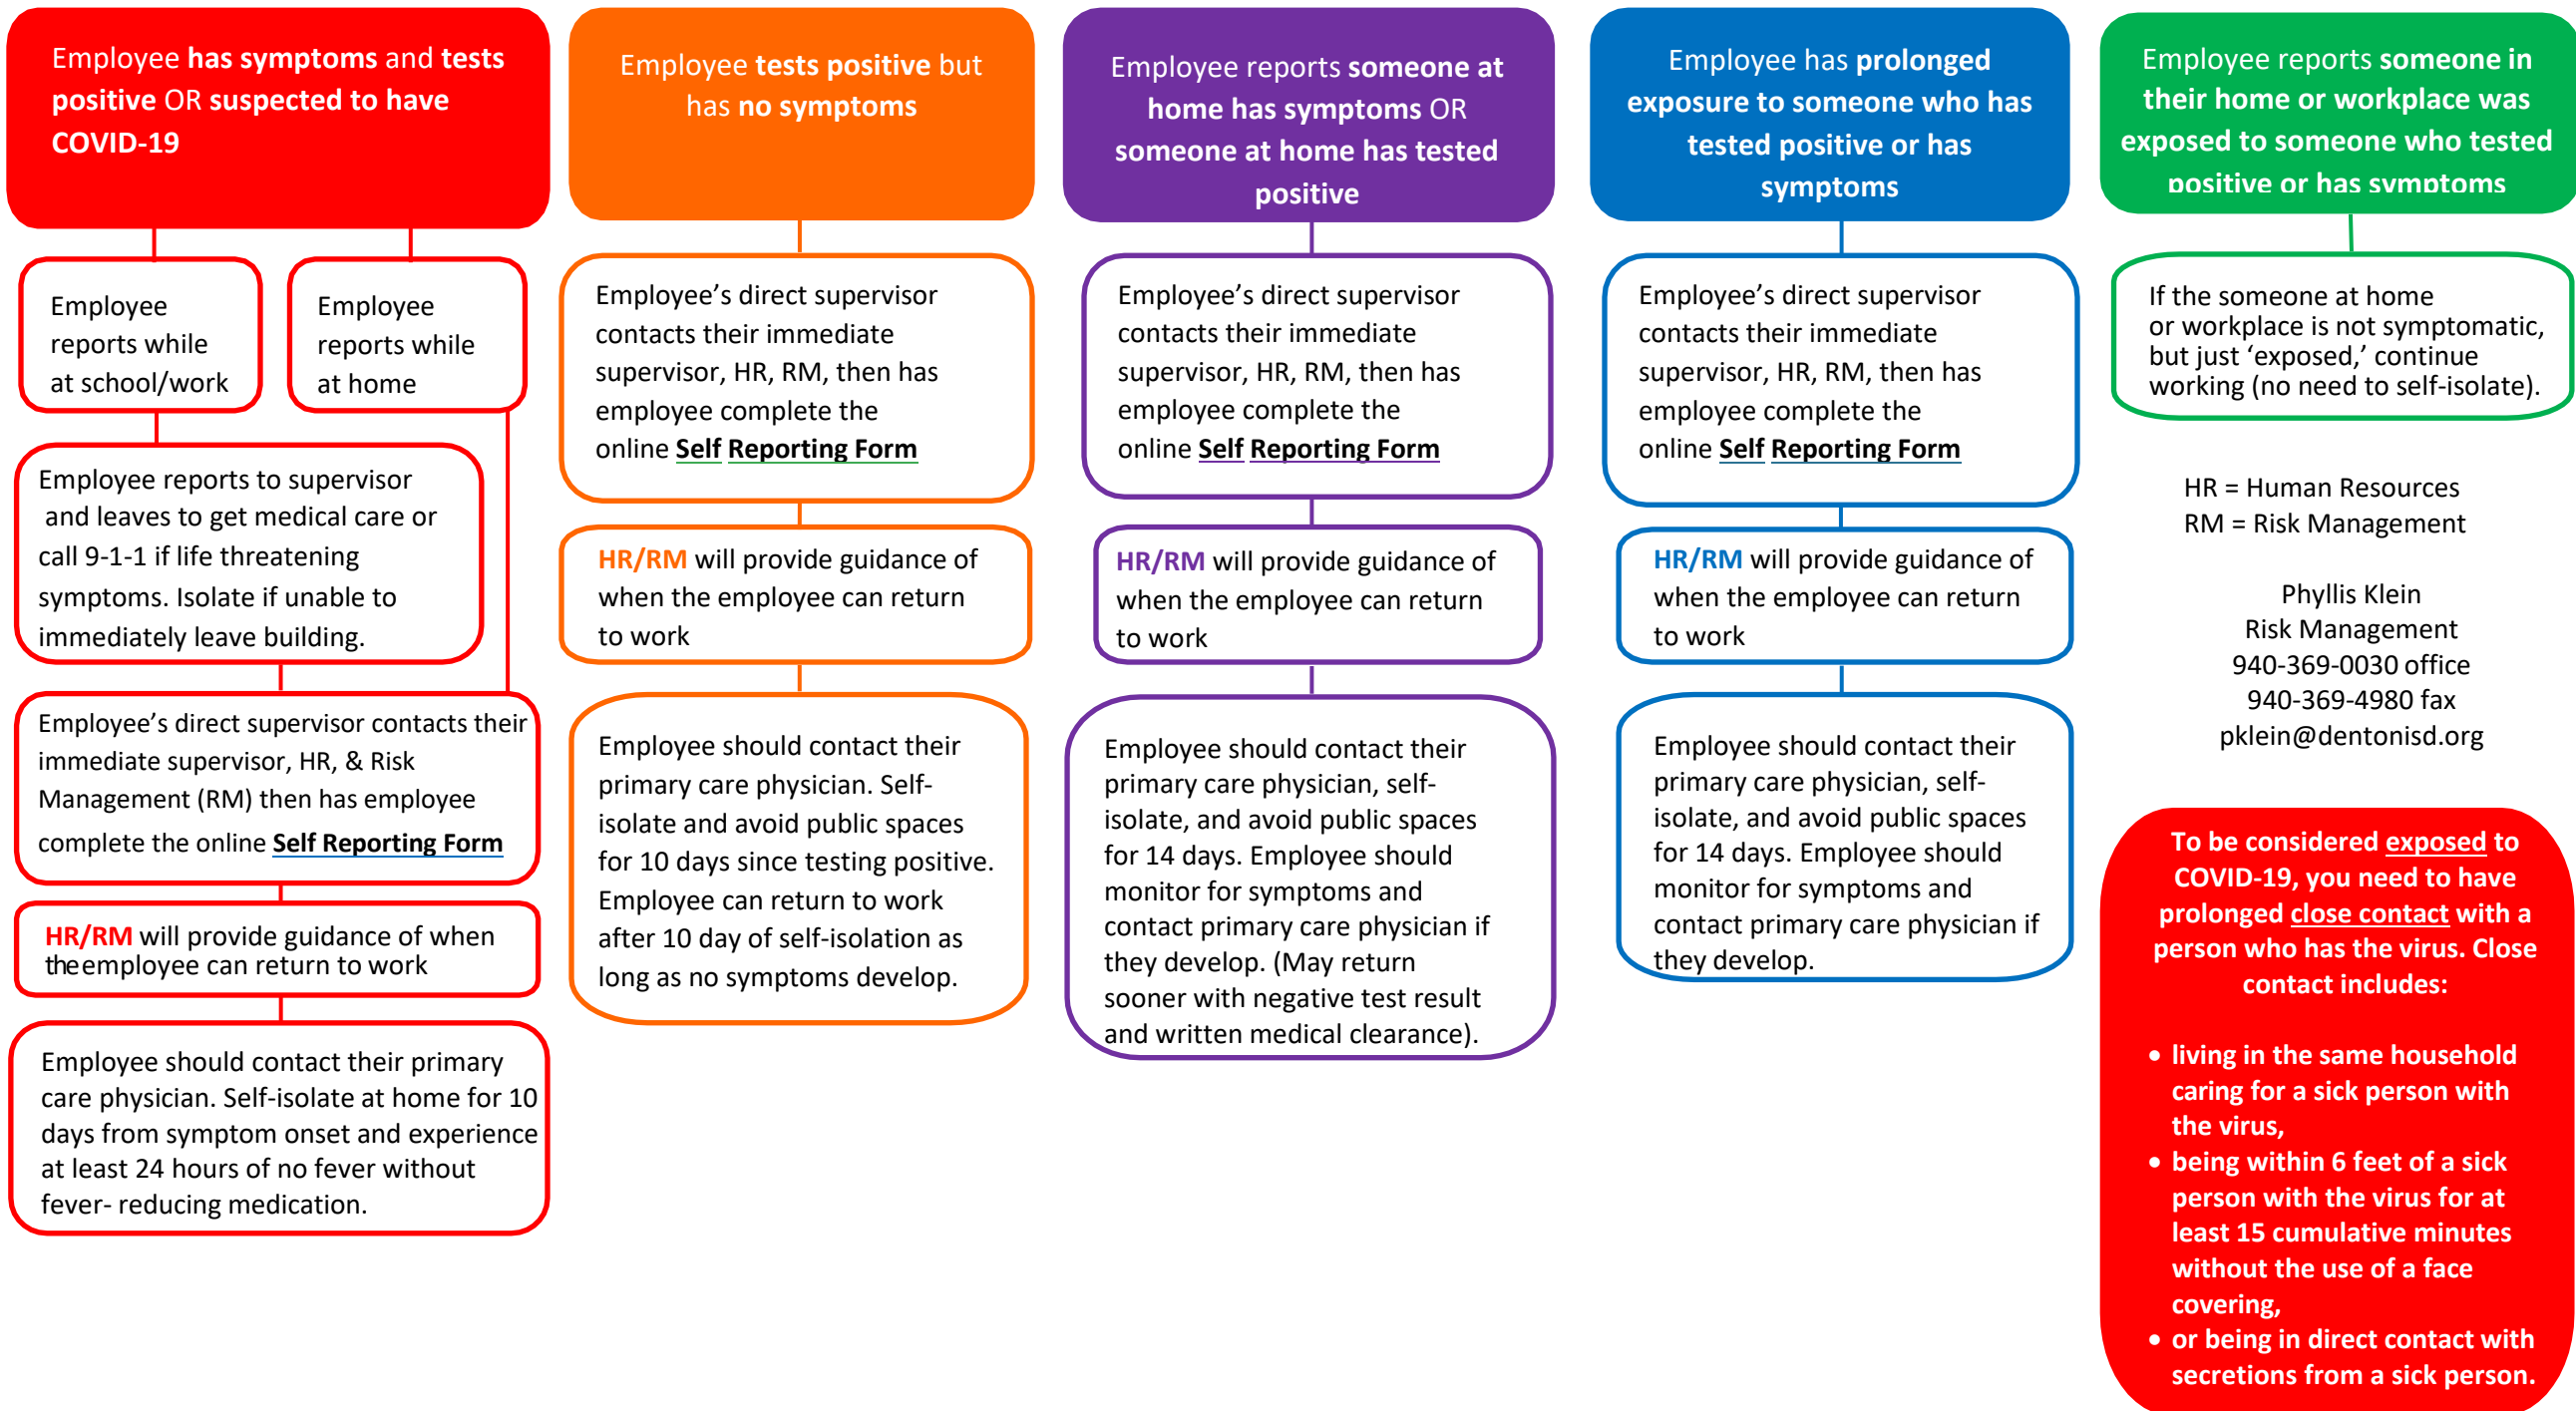 Employee has symptoms and tests
positive OR suspected to have
COVID-19
Employee
reports while
at school/work
Employee
reports while
at home
Employee reports to supervisor
and leaves to get medical care or
call 9-1-1 if life threatening
symptoms. Isolate if unable to
immediately leave building.
Employee’s direct supervisor contacts their
immediate supervisor, HR, & Risk
Management (RM) then has employee
complete the online Self Reporting Form
HR/RM will provide guidance of when
theemployee can return to work
Employee should contact their primary
care physician. Self-isolate at home for 10
days from symptom onset and experience
at least 24 hours of no fever without
fever- reducing medication.
Employee tests positive but
has no symptoms
Employee’s direct supervisor
contacts their immediate
supervisor, HR, RM, then has
employee complete the
online Self Reporting Form
HR/RM will provide guidance of
when the employee can return
to work
Employee should contact their
primary care physician. Self-
isolate and avoid public spaces
for 10 days since testing positive.
Employee can return to work
after 10 day of self-isolation as
long as no symptoms develop.
Employee reports someone at
home has symptoms OR
someone at home has tested
positive
Employee’s direct supervisor
contacts their immediate
supervisor, HR, RM, then has
employee complete the
online Self Reporting Form
HR/RM will provide guidance of
when the employee can return
to work
Employee should contact their
primary care physician, self-
isolate, and avoid public spaces
for 14 days. Employee should
monitor for symptoms and
contact primary care physician if
they develop. (May return
sooner with negative test result
and written medical clearance).
Employee has prolonged
exposure to someone who has
tested positive or has
symptoms
Employee’s direct supervisor
contacts their immediate
supervisor, HR, RM, then has
employee complete the
online Self Reporting Form
HR/RM will provide guidance of
when the employee can return
to work
Employee should contact their
primary care physician, self-
isolate, and avoid public spaces
for 14 days. Employee should
monitor for symptoms and
contact primary care physician if
they develop.
Employee reports someone in
their home or workplace was
exposed to someone who tested
positive or has symptoms
If the someone at home
or workplace is not symptomatic,
but just ‘exposed,’ continue
working (no need to self-isolate).
HR = Human Resources
RM = Risk Management
Phyllis Klein
Risk Management
940-369-0030 office
940-369-4980 fax
pklein@dentonisd.org
To be considered exposed to
COVID-19, you need to have
prolonged close contact with a
person who has the virus. Close
contact includes:
• living in the same household
caring for a sick person with
the virus,
• being within 6 feet of a sick
person with the virus for at
least 15 cumulative minutes
without the use of a face
covering,
• or being in direct contact with
secretions from a sick person.